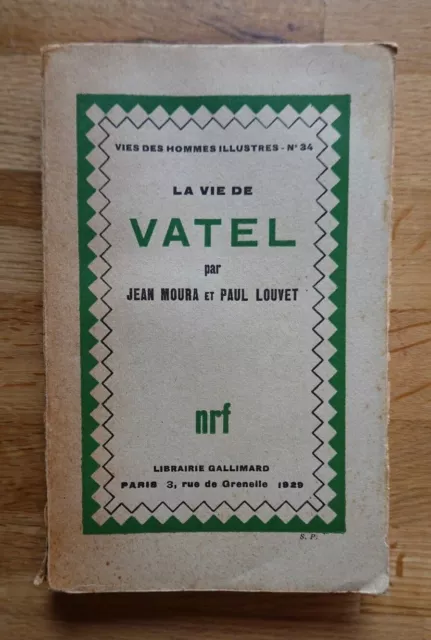 VIES DES HOMMES ILLUSTRES - N° 34
LA VIE DE
VATEL
par
JEAN MOURA ET PAUL LOUVET
nrf
LIBRAIRIE GALLIMARD
PARIS 3, rue de Grenelle 1929
S. P.